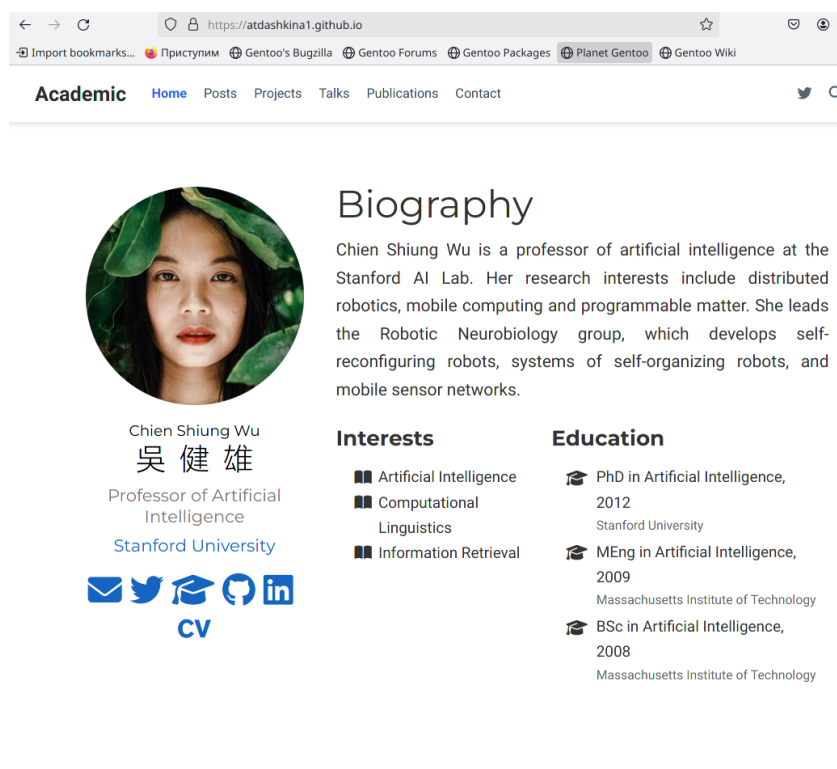 https://atdashkina1.github.io
Import bookmarks... Приступим Gentoo's Bugzilla Gentoo Forums Gentoo Packages Planet Gentoo Gentoo Wiki
Academic Home Posts Projects Talks Publications Contact
Biography
Chien Shiung Wu is a professor of artificial intelligence at the
Stanford AI Lab. Her research interests include distributed
robotics, mobile computing and programmable matter. She leads
the Robotic Neurobiology group, which develops self-
reconfiguring robots, systems of self-organizing robots, and
mobile sensor networks.
Chien Shiung Wu
吳健雄
Professor of Artificial
Intelligence
Stanford University
in
CV
Interests
Artificial Intelligence
Computational
Linguistics
Information Retrieval
Education
PhD in Artificial Intelligence,
2012
Stanford University
MEng in Artificial Intelligence,
2009
Massachusetts Institute of Technology
BSc in Artificial Intelligence,
2008
Massachusetts Institute of Technology